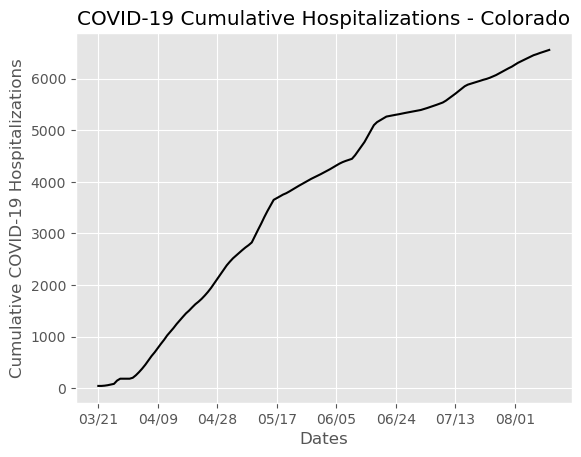 COVID-19 Cumulative Hospitalizations - Colorado
Cumulative COVID-19 Hospitalizations
6000
5000
4000
3000
2000
1000
0
03/21 04/09 04/28 05/17 06/05 06/24 07/13 08/01
Dates